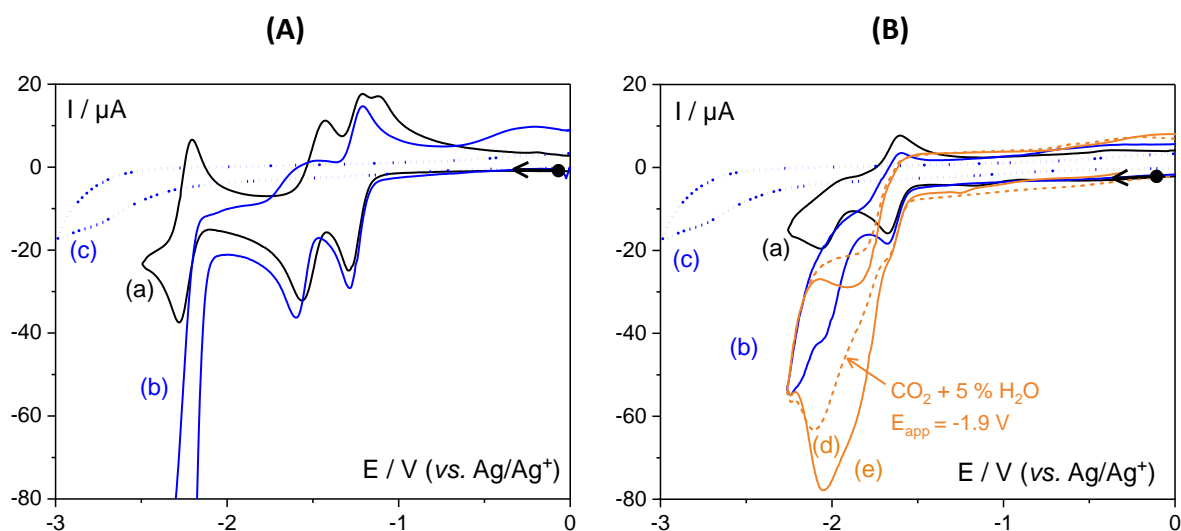 (A)
20
I / µA
0
-20
-40
-60
-80
(a)
(b)
(c)
E / V (vs. Ag/Ag⁺)
-3
-2
-1
0
(B)
20
I / µA
0
-20
-40
-60
-80
(a)
(c)
(b)
CO₂ + 5 % H₂O
E_app = -1.9 V
(d)
(e)
E / V (vs. Ag/Ag⁺)
-3
-2
-1
0